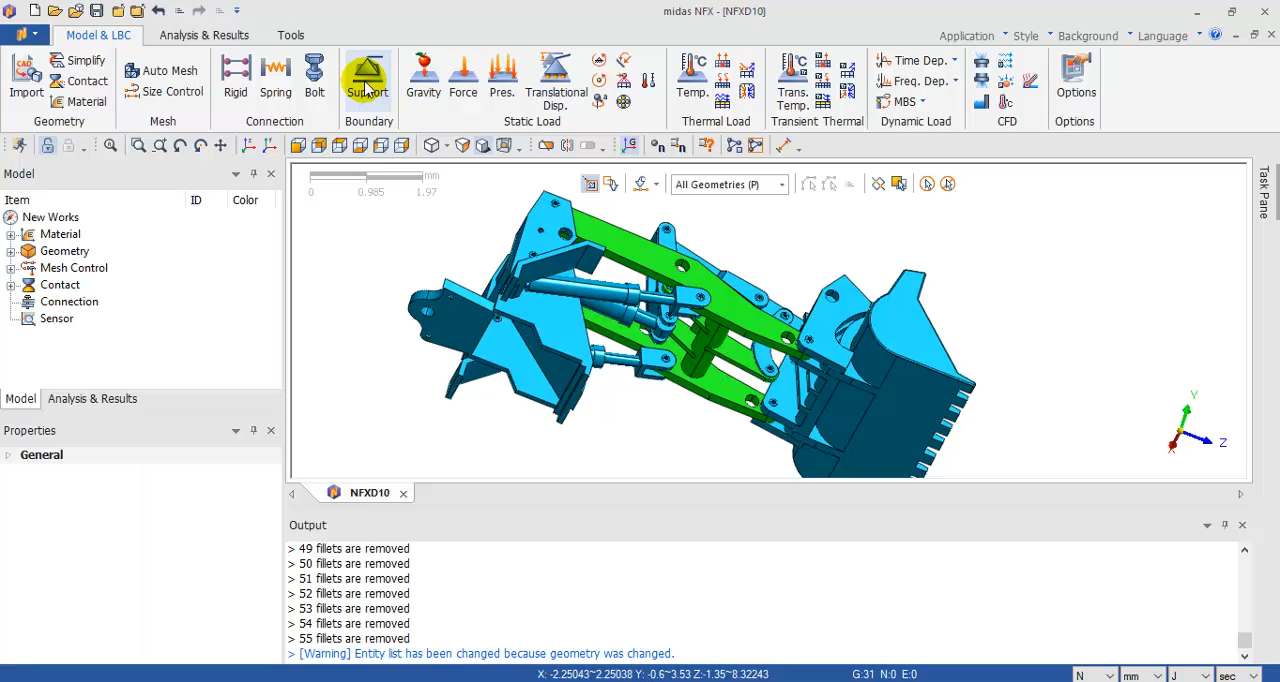 midas NFX - [NFXD10]
Model & LBC
Analysis & Results
Tools
Application
Style
Background
Language
Import
Simplify
Contact
Material
Geometry
Auto Mesh
Size Control
Mesh
Rigid
Spring
Bolt
Connection
Support
Boundary
Gravity
Force
Pres.
Translational
Disp.
Static Load
Temp.
Thermal Load
Trans.
Temp.
Transient Thermal
Time Dep.
Freq. Dep.
MBS
Dynamic Load
CFD
Options
Options
Model
Item
ID
Color
New Works
Material
Geometry
Mesh Control
Contact
Connection
Sensor
Model
Analysis & Results
Properties
General
mm
0
0.985
1.97
All Geometries (P)
Y
Z
X
Task Pane
NFXD10
Output
> 49 fillets are removed
> 50 fillets are removed
> 51 fillets are removed
> 52 fillets are removed
> 53 fillets are removed
> 54 fillets are removed
> 55 fillets are removed
> [Warning] Entity list has been changed because geometry was changed.
X: -2.25043~2.25038 Y: -0.6~3.53 Z:-1.35~8.32243
G:31 N:0 E:0
N
mm
J
sec